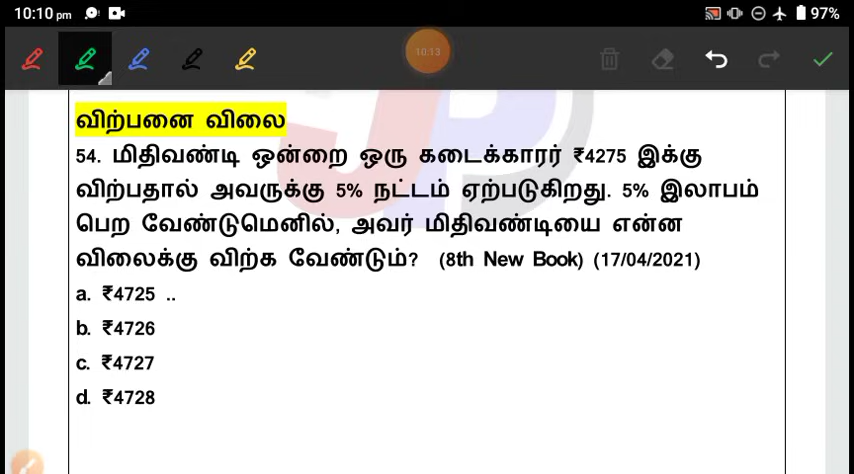 10:10 pm
97%
10:13
விற்பனை விலை
54. மிதிவண்டி ஒன்றை ஒரு கடைக்காரர் ₹4275 இக்கு
விற்பதால் அவருக்கு 5% நட்டம் ஏற்படுகிறது. 5% இலாபம்
பெற வேண்டுமெனில், அவர் மிதிவண்டியை என்ன
விலைக்கு விற்க வேண்டும்? (8th New Book) (17/04/2021)
a. ₹4725 ..
b. ₹4726
c. ₹4727
d. ₹4728